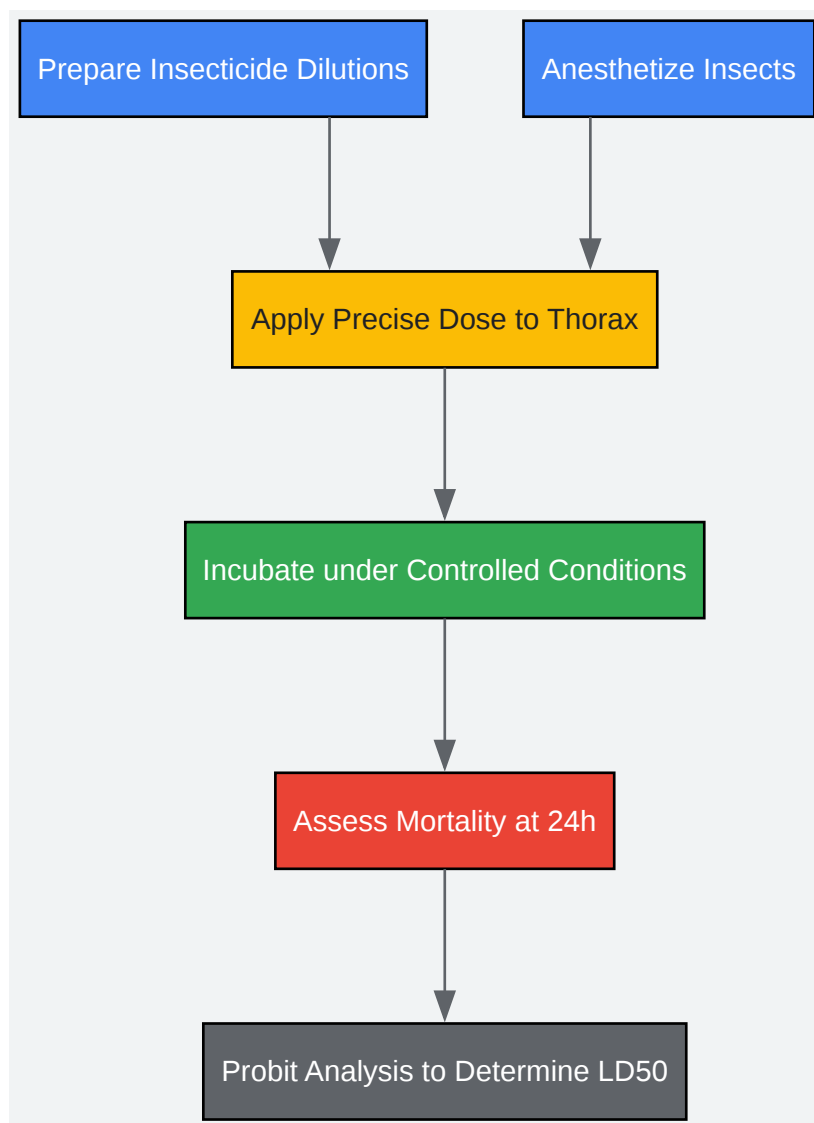 Prepare Insecticide Dilutions
Anesthetize Insects
Apply Precise Dose to Thorax
Incubate under Controlled Conditions
Assess Mortality at 24h
Probit Analysis to Determine LD50